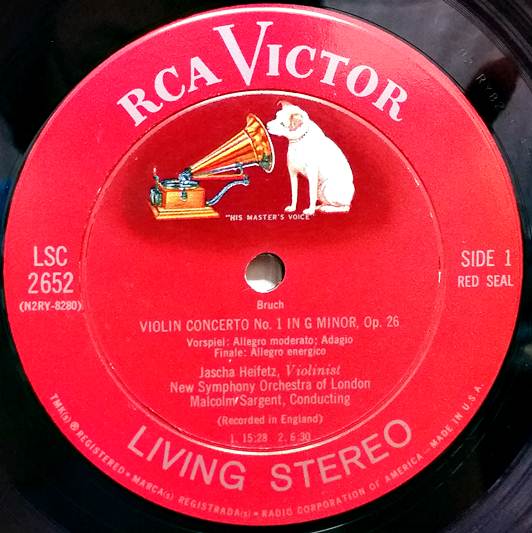 RCA VICTOR
"HIS MASTER'S VOICE"
LSC
2652
(N2RY-8280)
SIDE 1
RED SEAL
Bruch
VIOLIN CONCERTO No. 1 IN G MINOR, Op. 26
Vorspiel: Allegro moderato; Adagio
Finale: Allegro energico
Jascha Heifetz, Violinist
New Symphony Orchestra of London
Malcolm Sargent, Conducting
(Recorded in England)
1. 15:28 2. 6:30
LIVING STEREO
TMK(s) ® REGISTERED • MARCA(s) REGISTRADA(s) • RADIO CORPORATION OF AMERICA — MADE IN U.S.A.